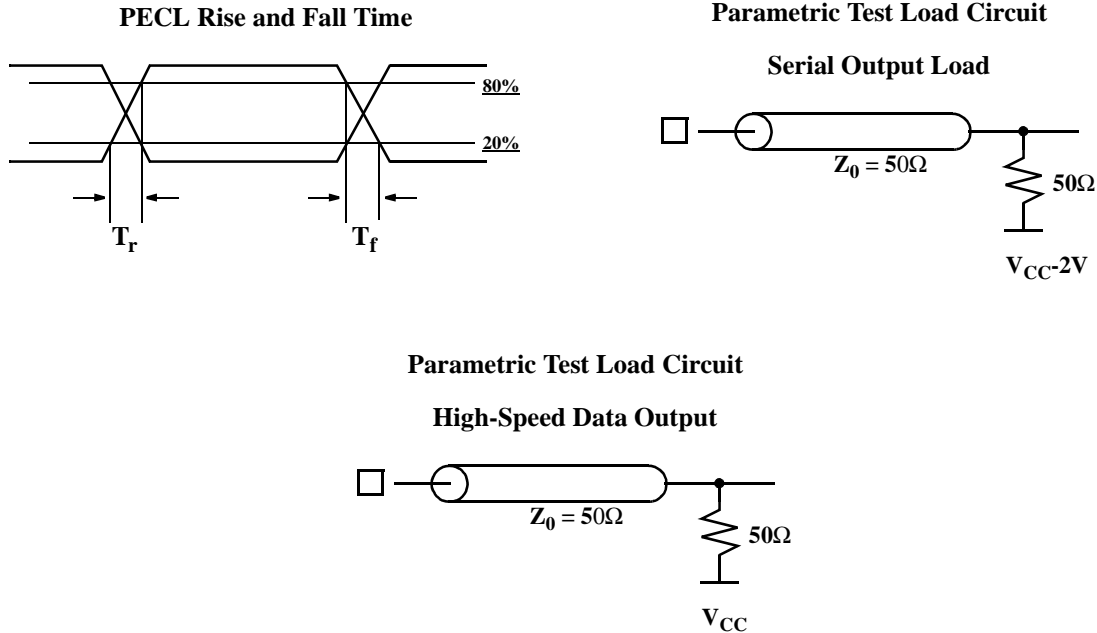 PECL Rise and Fall Time
80%
20%
Tr
Tf
Parametric Test Load Circuit
Serial Output Load
Z0 = 50Ω
50Ω
VCC-2V
Parametric Test Load Circuit
High-Speed Data Output
Z0 = 50Ω
50Ω
VCC